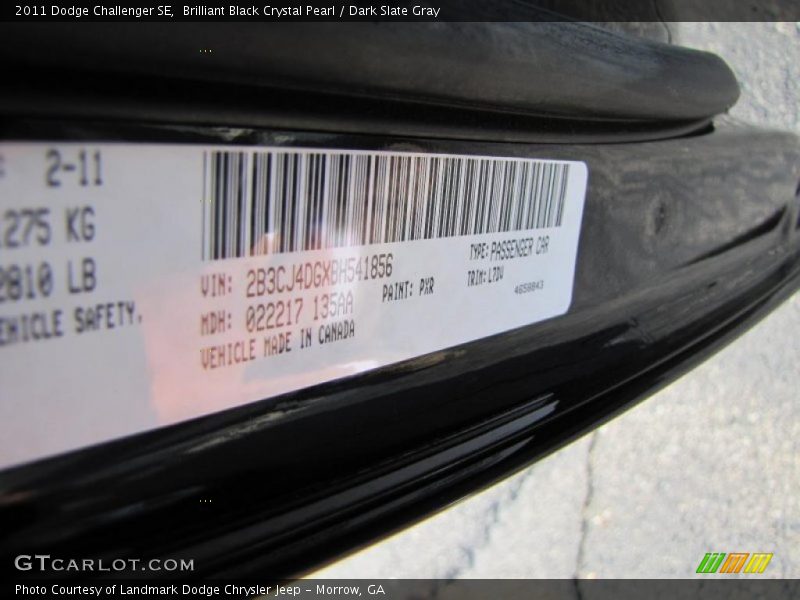 2011 Dodge Challenger SE, Brilliant Black Crystal Pearl / Dark Slate Gray
2-11
1275 KG
2810 LB
VEHICLE SAFETY.
VIN: 2B3CJ4DGXBH541856
TYPE: PASSENGER CAR
MDH: 022217 135AA
PAINT: PXR
TRIM: L7DV
VEHICLE MADE IN CANADA
4658843
GTCARLOT.COM
Photo Courtesy of Landmark Dodge Chrysler Jeep - Morrow, GA